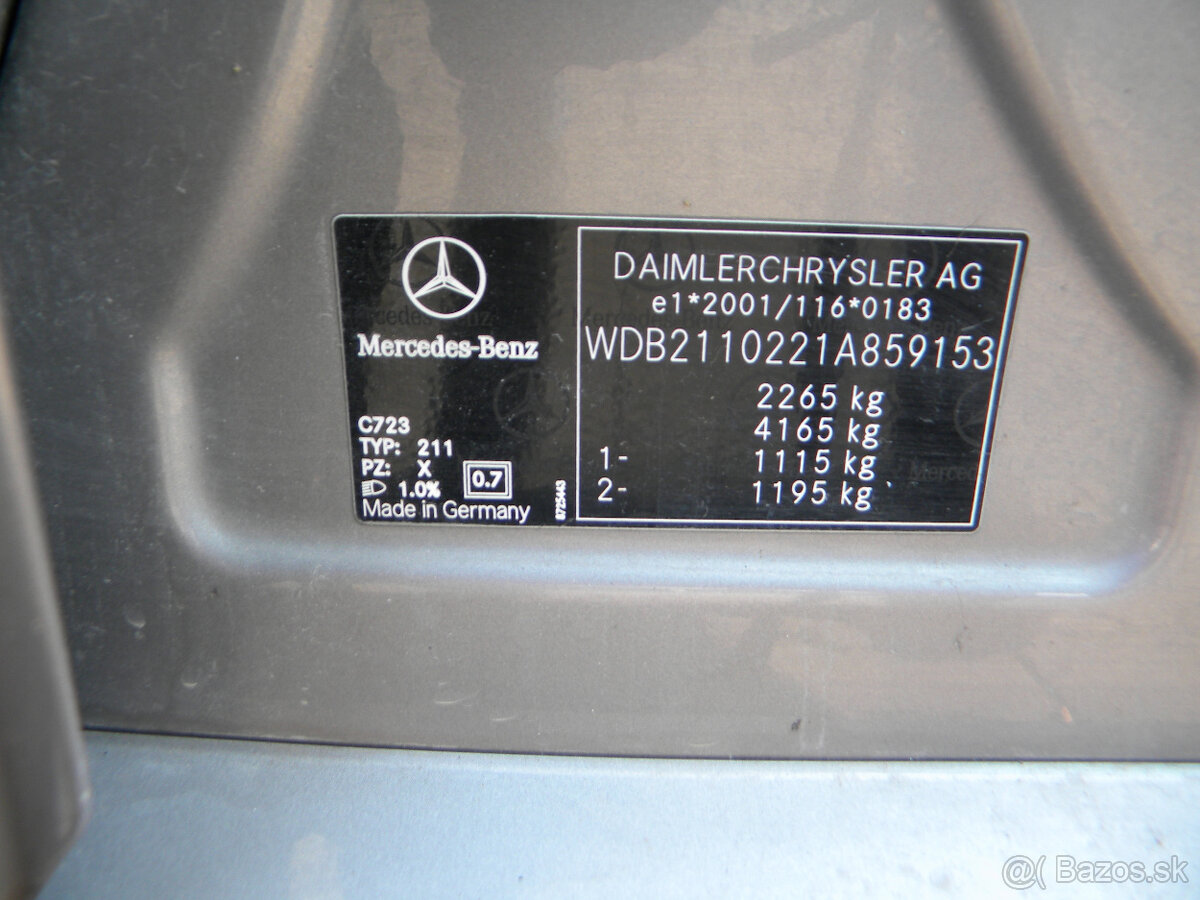 Mercedes-Benz
C723
TYP: 211
PZ: X
1.0% 0.7
Made in Germany
8725443
DAIMLERCHRYSLER AG
e1*2001/116*0183
WDB2110221A859153
2265 kg
4165 kg
1- 1115 kg
2- 1195 kg
@( Bazos.sk